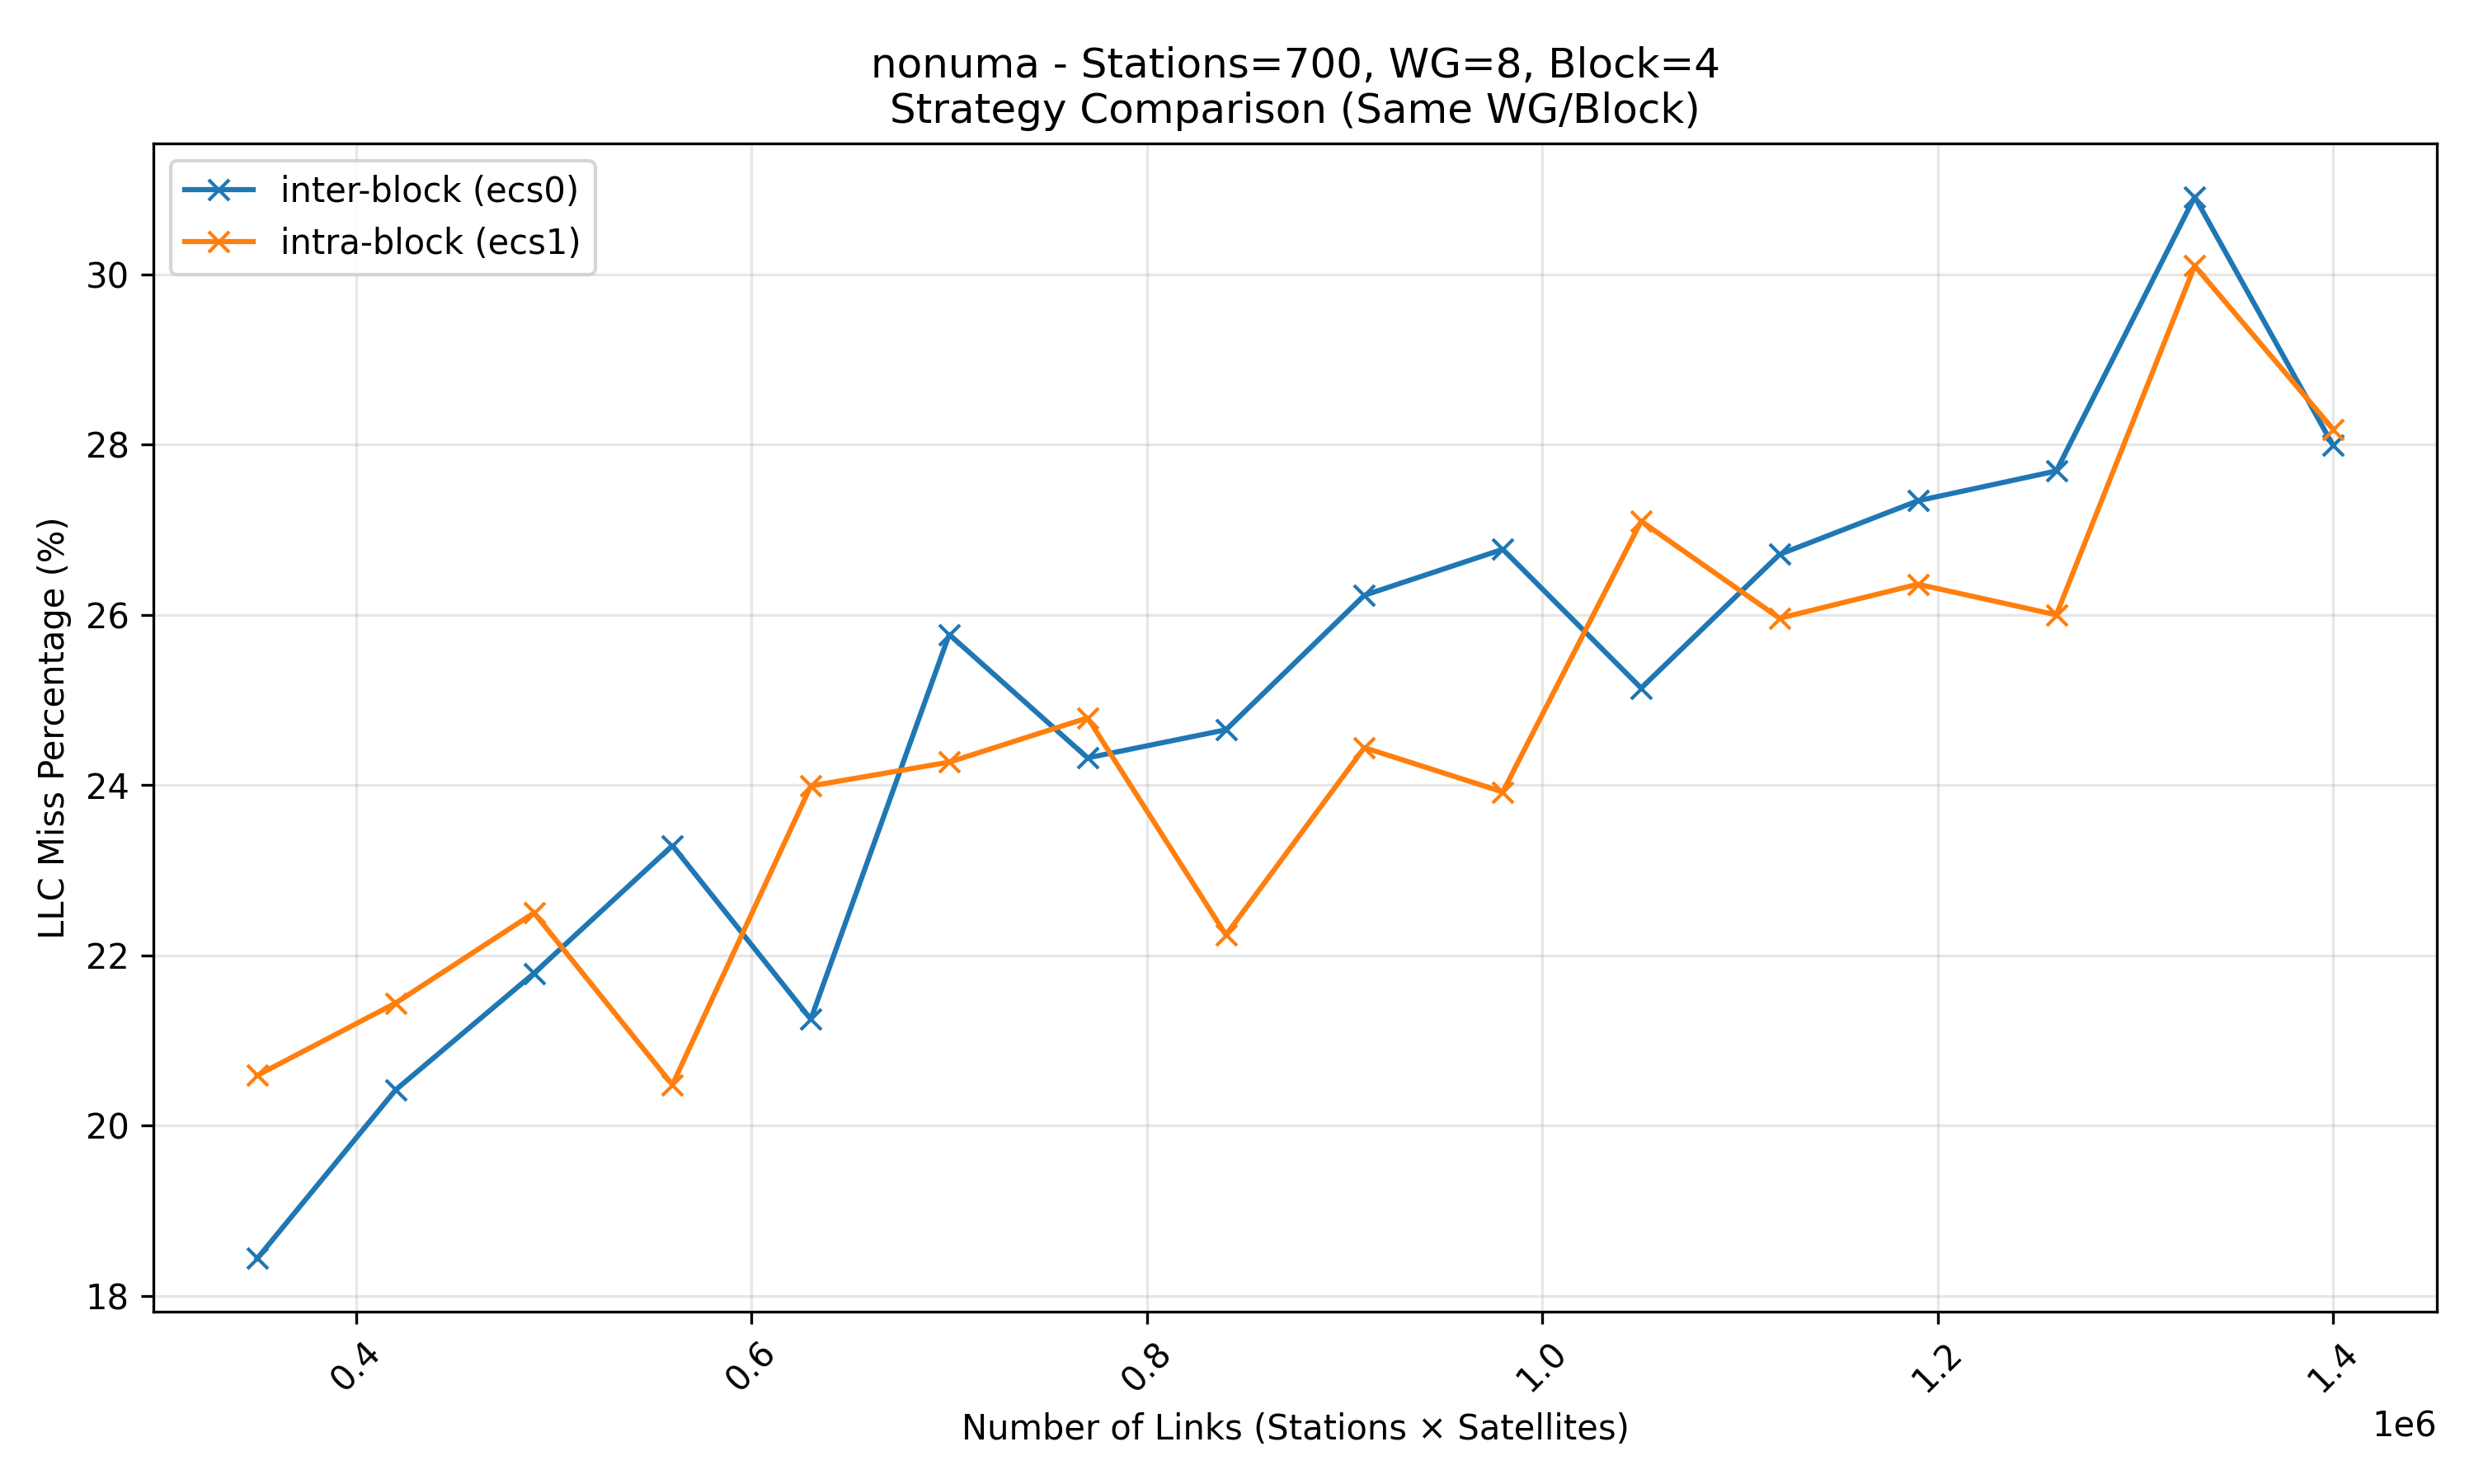 nonuma - Stations=700, WG=8, Block=4
Strategy Comparison (Same WG/Block)
inter-block (ecs0)
intra-block (ecs1)
LLC Miss Percentage (%)
30
28
26
24
22
20
18
0.4
0.6
0.8
1.0
1.2
1.4
1e6
Number of Links (Stations × Satellites)